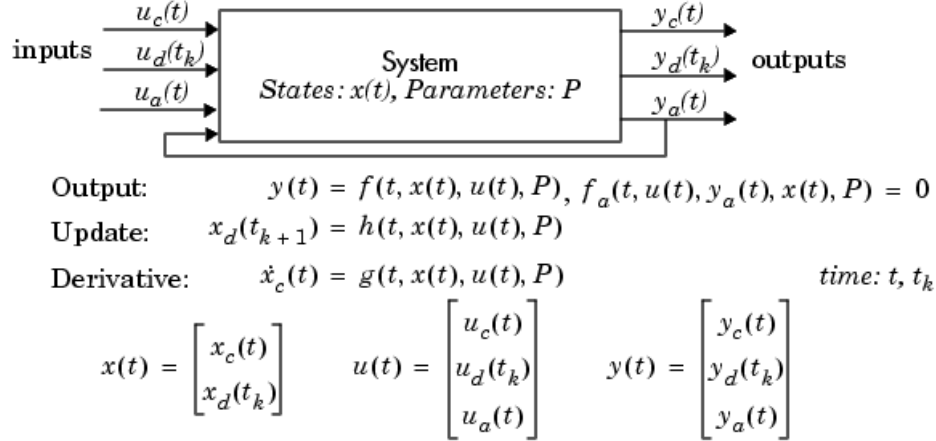 u_c(t) y_c(t)
inputs u_d(t_k) System y_d(t_k) outputs
u_a(t) States: x(t), Parameters: P y_a(t)
Output: y(t) = f(t, x(t), u(t), P), f_a(t, u(t), y_a(t), x(t), P) = 0
Update: x_d(t_{k+1}) = h(t, x(t), u(t), P)
Derivative: ẋ_c(t) = g(t, x(t), u(t), P) time: t, t_k
x(t) = [x_c(t) x_d(t_k)] u(t) = [u_c(t) u_d(t_k) u_a(t)] y(t) = [y_c(t) y_d(t_k) y_a(t)]